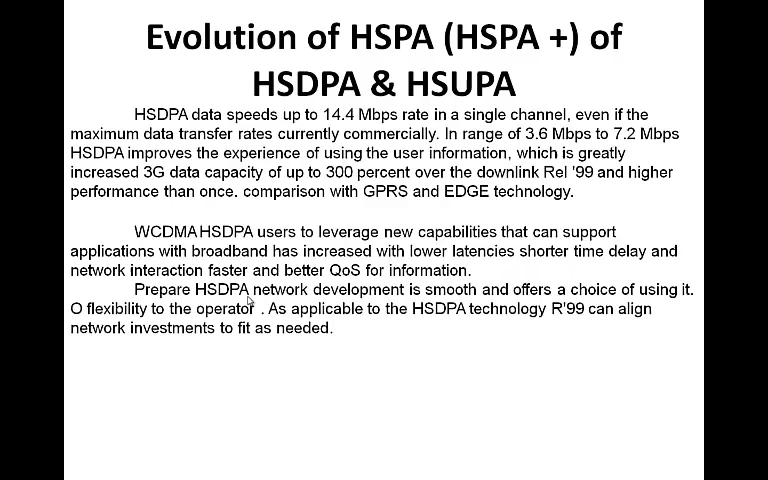 Evolution of HSPA (HSPA +) of
HSDPA & HSUPA
HSDPA data speeds up to 14.4 Mbps rate in a single channel, even if the
maximum data transfer rates currently commercially. In range of 3.6 Mbps to 7.2 Mbps
HSDPA improves the experience of using the user information, which is greatly
increased 3G data capacity of up to 300 percent over the downlink Rel '99 and higher
performance than once. comparison with GPRS and EDGE technology.
WCDMA HSDPA users to leverage new capabilities that can support
applications with broadband has increased with lower latencies shorter time delay and
network interaction faster and better QoS for information.
Prepare HSDPA network development is smooth and offers a choice of using it.
O flexibility to the operator . As applicable to the HSDPA technology R'99 can align
network investments to fit as needed.